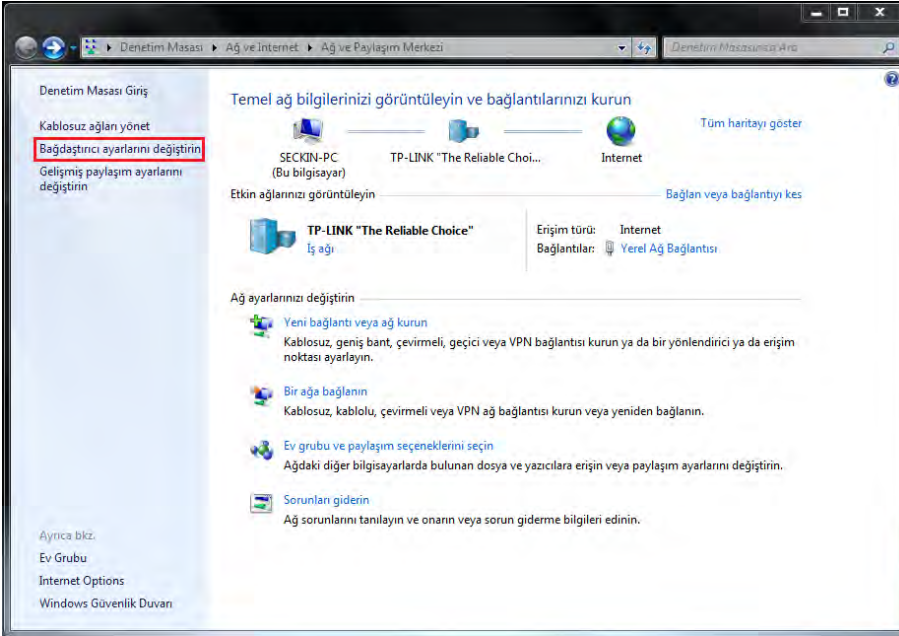 Denetim Masası ▸ Ağ ve Internet ▸ Ağ ve Paylaşım Merkezi
Denetim Masasında Ara
Denetim Masası Giriş
Kablosuz ağları yönet
Bağdaştırıcı ayarlarını değiştirin
Gelişmiş paylaşım ayarlarını
değiştirin
Temel ağ bilgilerinizi görüntüleyin ve bağlantılarınızı kurun
Tüm haritayı göster
SECKIN-PC
(Bu bilgisayar)
TP-LINK "The Reliable Choi...
Internet
Etkin ağlarınızı görüntüleyin
Bağlan veya bağlantıyı kes
TP-LINK "The Reliable Choice"
İş ağı
Erişim türü: Internet
Bağlantılar: Yerel Ağ Bağlantısı
Ağ ayarlarınızı değiştirin
Yeni bağlantı veya ağ kurun
Kablosuz, geniş bant, çevirmeli, geçici veya VPN bağlantısı kurun ya da bir yönlendirici ya da erişim
noktası ayarlayın.
Bir ağa bağlanın
Kablosuz, kablolu, çevirmeli veya VPN ağ bağlantısı kurun veya yeniden bağlanın.
Ev grubu ve paylaşım seçeneklerini seçin
Ağdaki diğer bilgisayarlarda bulunan dosya ve yazıcılara erişin veya paylaşım ayarlarını değiştirin.
Sorunları giderin
Ağ sorunlarını tanılayın ve onarın veya sorun giderme bilgileri edinin.
Ayrıca bkz.
Ev Grubu
Internet Options
Windows Güvenlik Duvarı